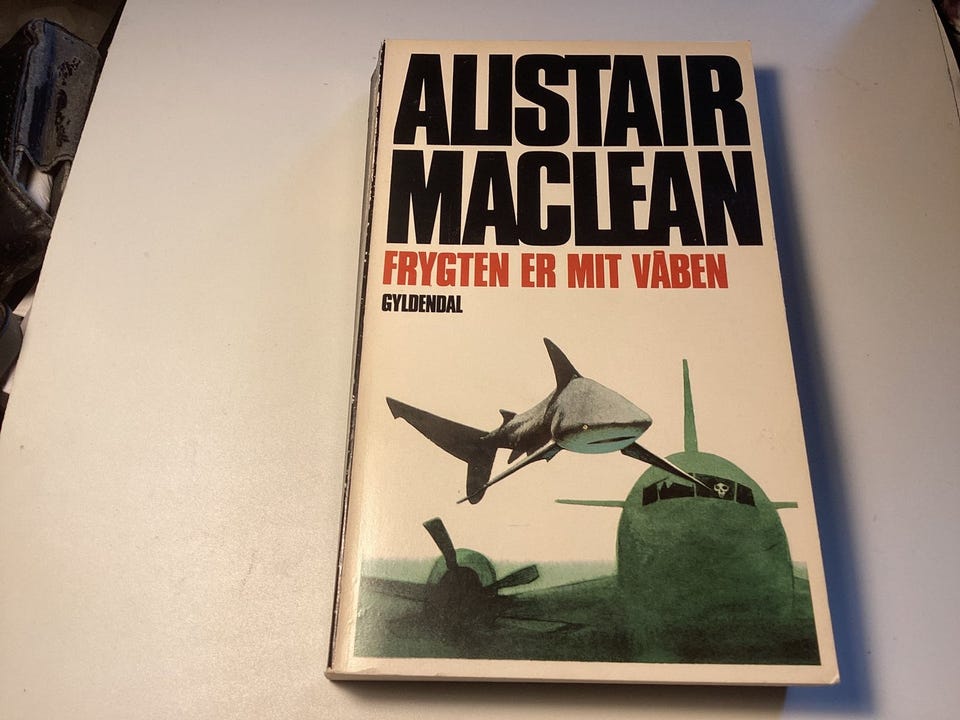 ALISTAIR
MACLEAN
FRYGTEN ER MIT VÅBEN
GYLDENDAL